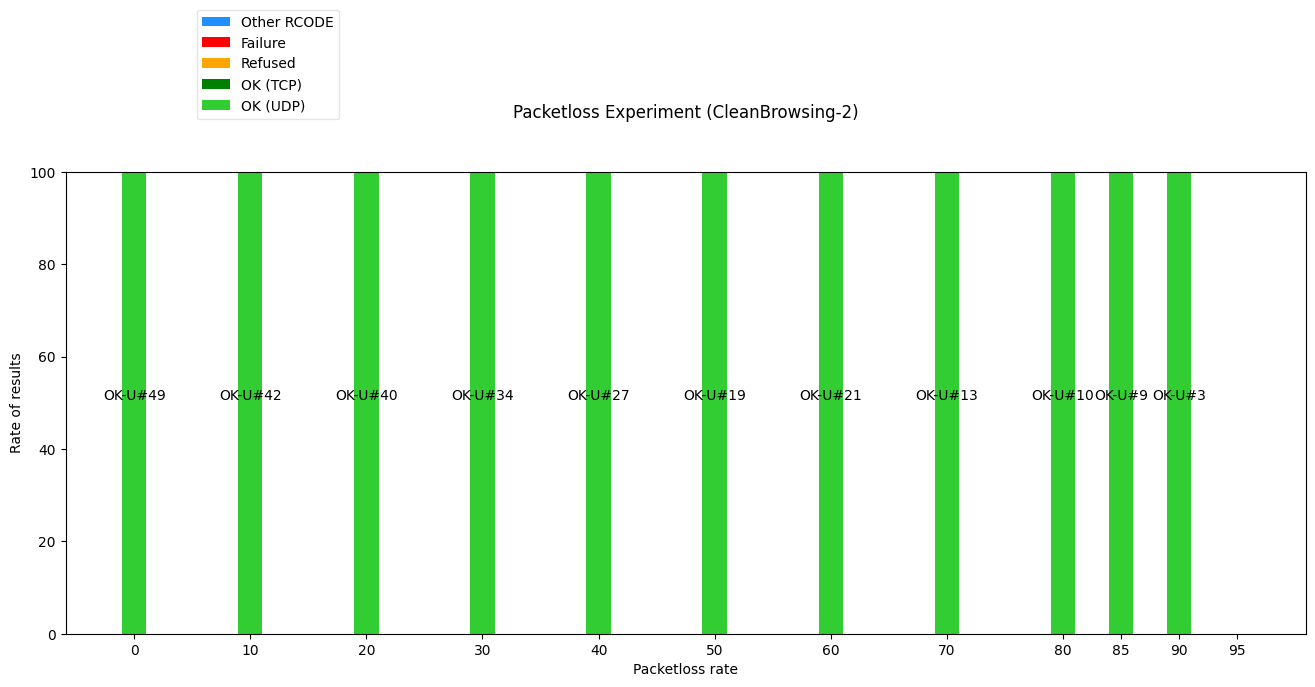 Other RCODE
Failure
Refused
OK (TCP)
OK (UDP)
Packetloss Experiment (CleanBrowsing-2)
Rate of results
100
80
60
40
20
0
OK-U#49 OK-U#42 OK-U#40 OK-U#34 OK-U#27 OK-U#19 OK-U#21 OK-U#13 OK-U#10 OK-U#9 OK-U#3
0 10 20 30 40 50 60 70 80 85 90 95
Packetloss rate